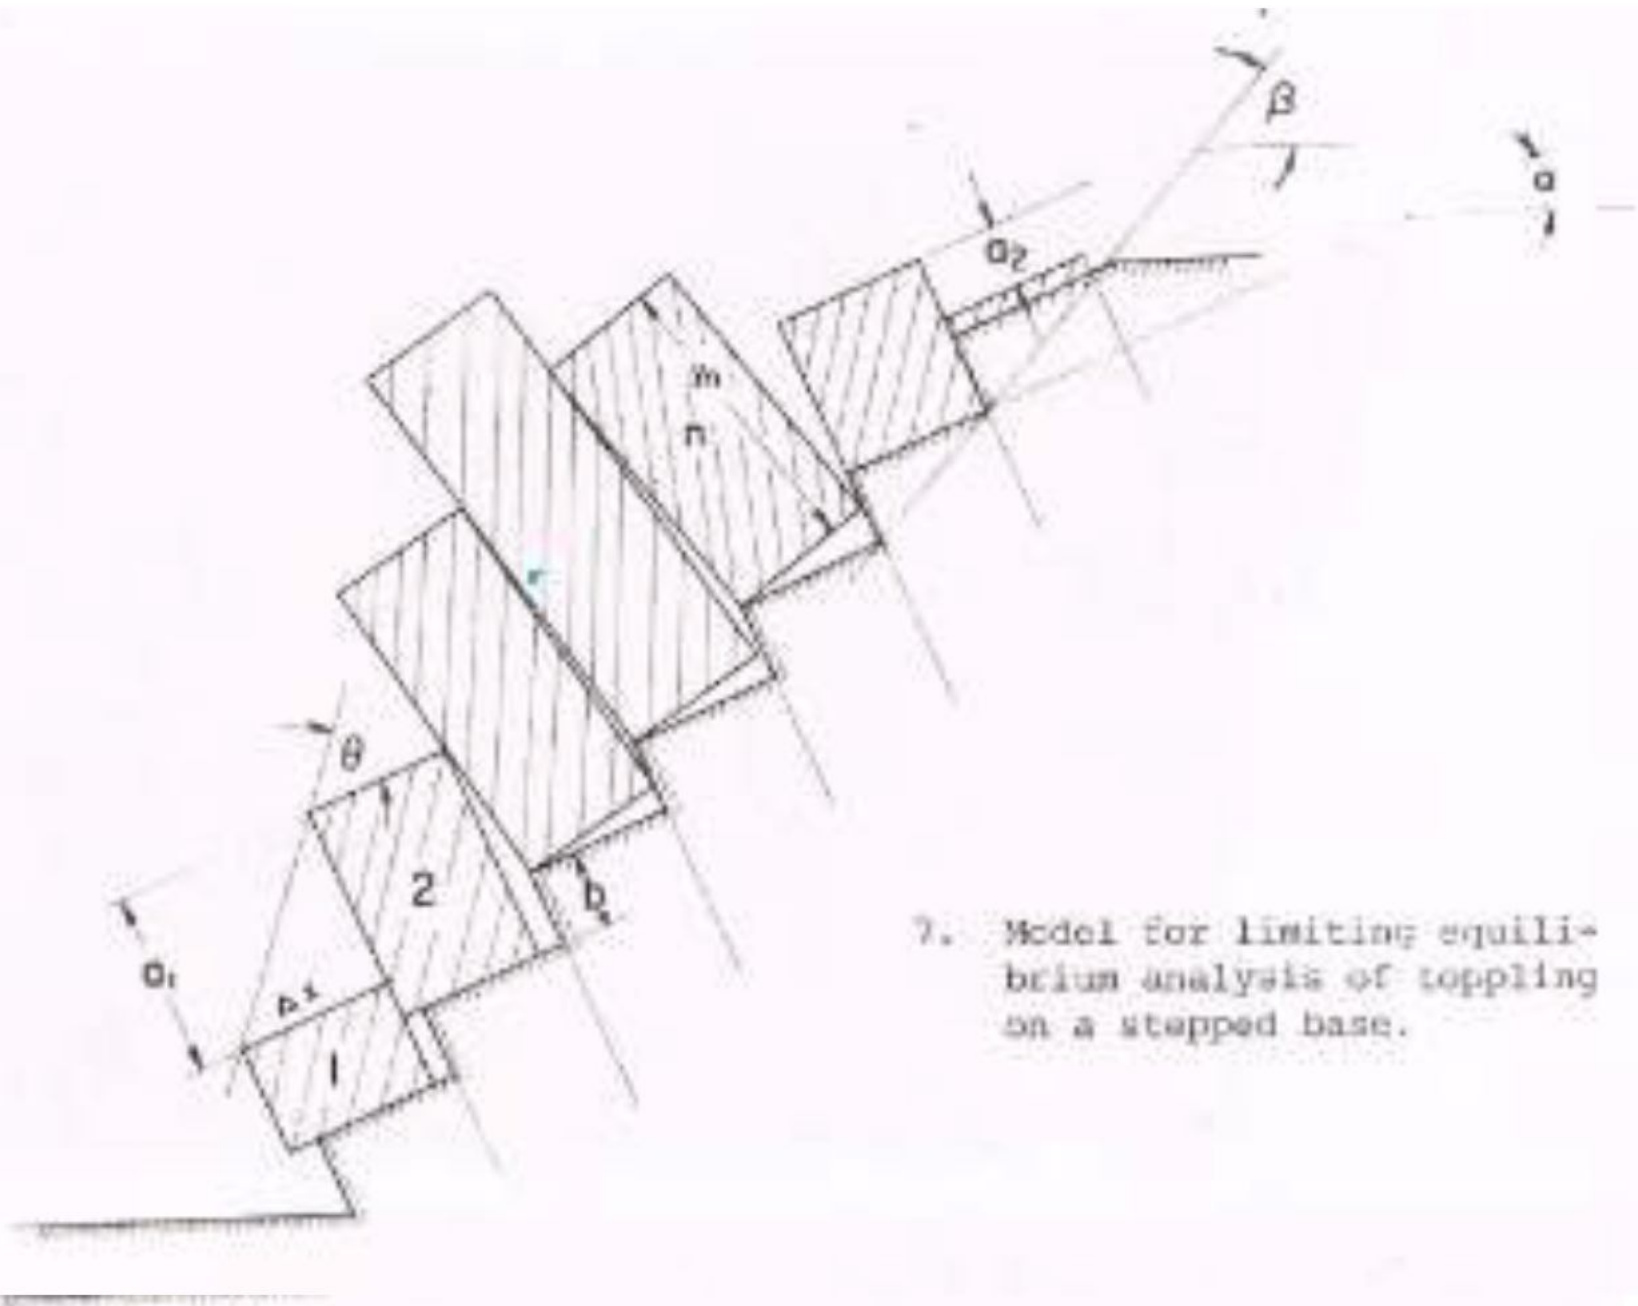 β
a
a2
m
n
r
θ
2
b
a1
Δx
1
7. Model for limiting equili-
brium analysis of toppling
on a stepped base.